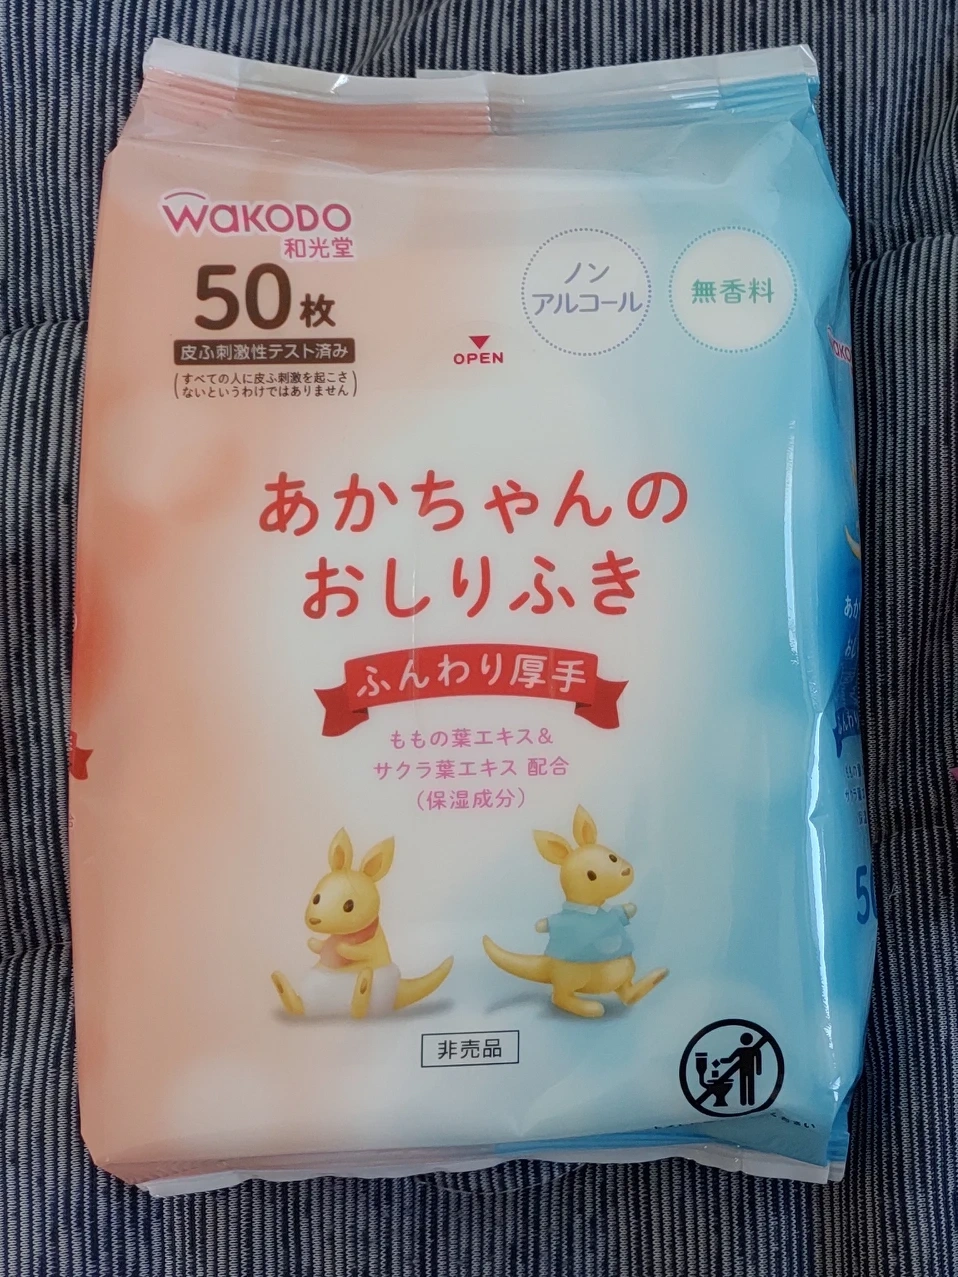 WaKODO
和光堂
50枚
皮ふ刺激性テスト済み
(すべての人に皮ふ刺激を起こさ
ないというわけではありません)
OPEN
ノン
アルコール
無香料
あかちゃんの
おしりふき
ふんわり厚手
ももの葉エキス&
サクラ葉エキス 配合
(保湿成分)
非売品